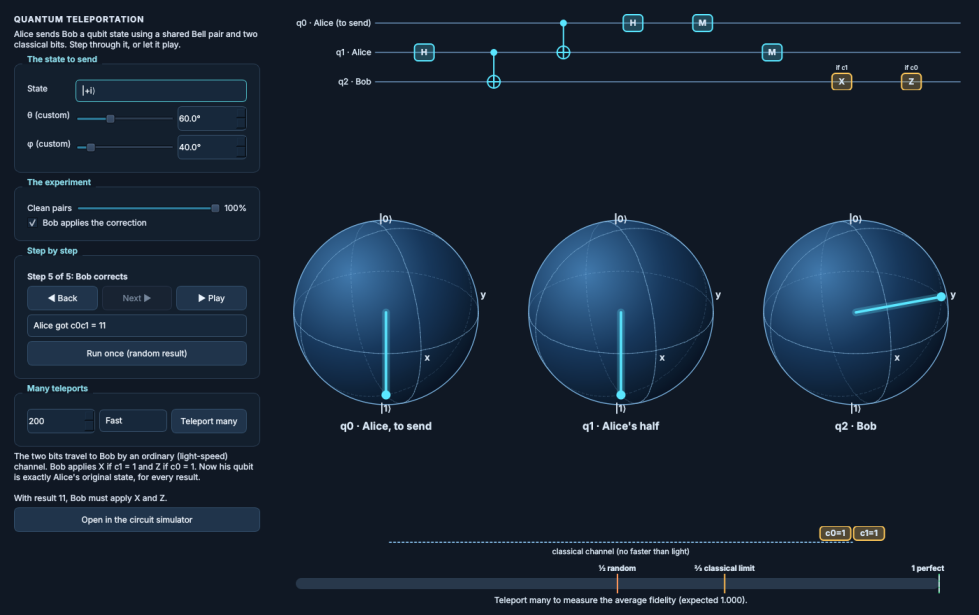 QUANTUM TELEPORTATION
Alice sends Bob a qubit state using a shared Bell pair and two
classical bits. Step through it, or let it play.
The state to send
State
|+i⟩
θ (custom)
60.0°
φ (custom)
40.0°
The experiment
Clean pairs
100%
Bob applies the correction
Step by step
Step 5 of 5: Bob corrects
◀ Back
Next ▶
▶ Play
Alice got c0c1 = 11
Run once (random result)
Many teleports
200
Fast
Teleport many
The two bits travel to Bob by an ordinary (light-speed)
channel. Bob applies X if c1 = 1 and Z if c0 = 1. Now his qubit
is exactly Alice's original state, for every result.
With result 11, Bob must apply X and Z.
Open in the circuit simulator
q0 · Alice (to send)
H
M
q1 · Alice
H
M
if c1
if c0
q2 · Bob
X
Z
|0⟩
y
x
|1⟩
q0 · Alice, to send
|0⟩
y
x
|1⟩
q1 · Alice's half
|0⟩
y
x
|1⟩
q2 · Bob
c0=1
c1=1
classical channel (no faster than light)
½ random
⅔ classical limit
1 perfect
Teleport many to measure the average fidelity (expected 1.000).